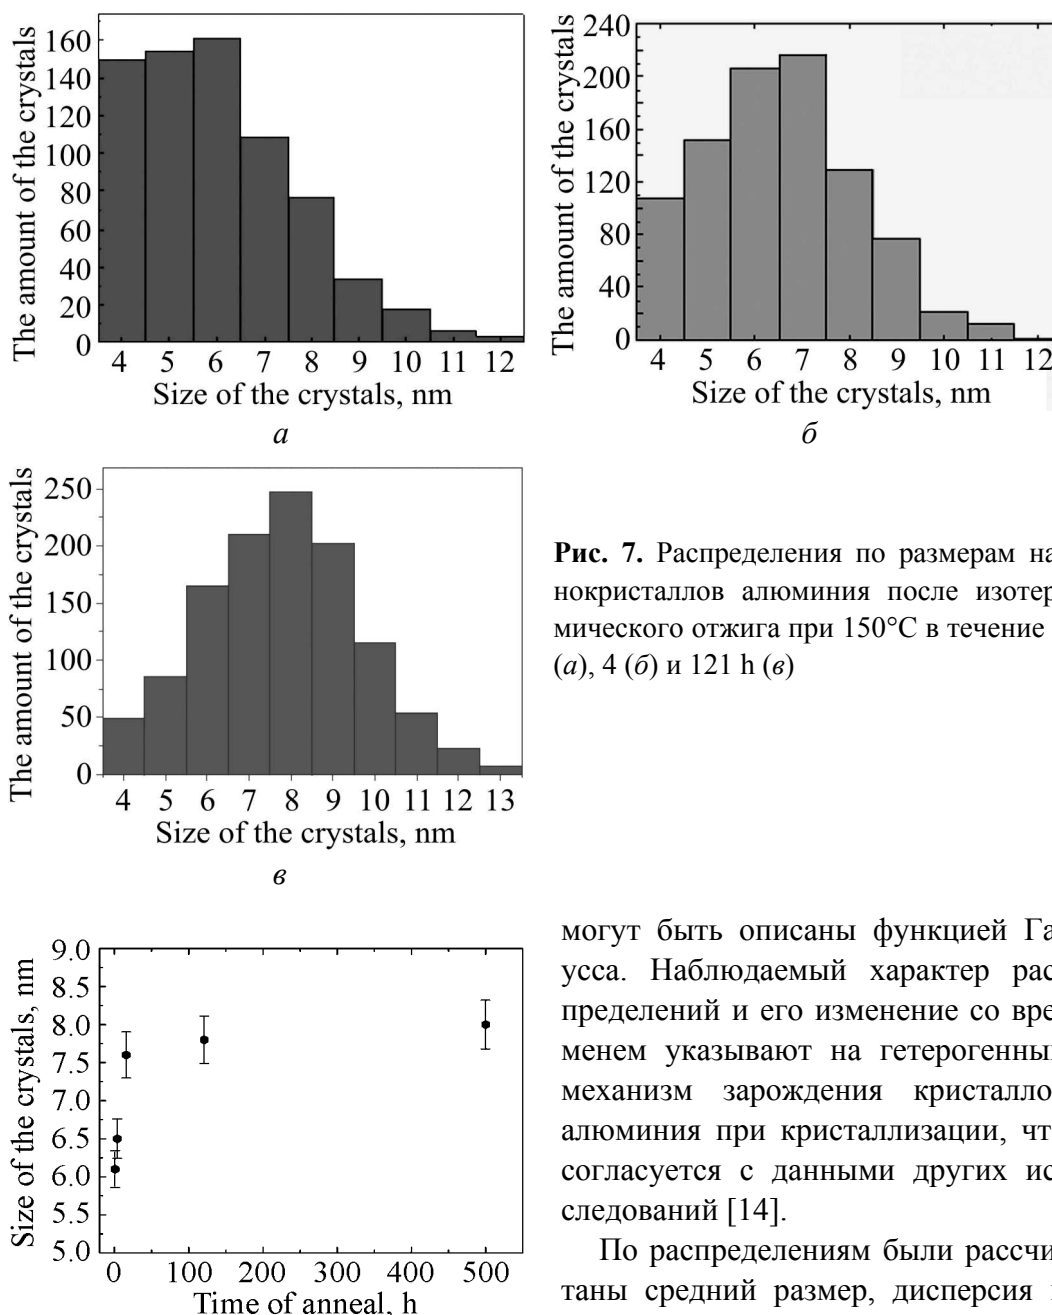 The amount of the crystals
160
140
120
100
80
60
40
20
0
4 5 6 7 8 9 10 11 12
Size of the crystals, nm
а
The amount of the crystals
240
200
160
120
80
40
0
4 5 6 7 8 9 10 11 12
Size of the crystals, nm
б
The amount of the crystals
250
200
150
100
50
0
4 5 6 7 8 9 10 11 12 13
Size of the crystals, nm
в
Рис. 7. Распределения по размерам на
нокристаллов алюминия после изотер
мического отжига при 150°C в течение
(а), 4 (б) и 121 h (в)
Size of the crystals, nm
9.0
8.5
8.0
7.5
7.0
6.5
6.0
5.5
5.0
0 100 200 300 400 500
Time of anneal, h
могут быть описаны функцией Га
усса. Наблюдаемый характер рас
пределений и его изменение со вре
менем указывают на гетерогенный
механизм зарождения кристалло
алюминия при кристаллизации, что
согласуется с данными других ис
следований [14].
По распределениям были рассчи
таны средний размер, дисперсия